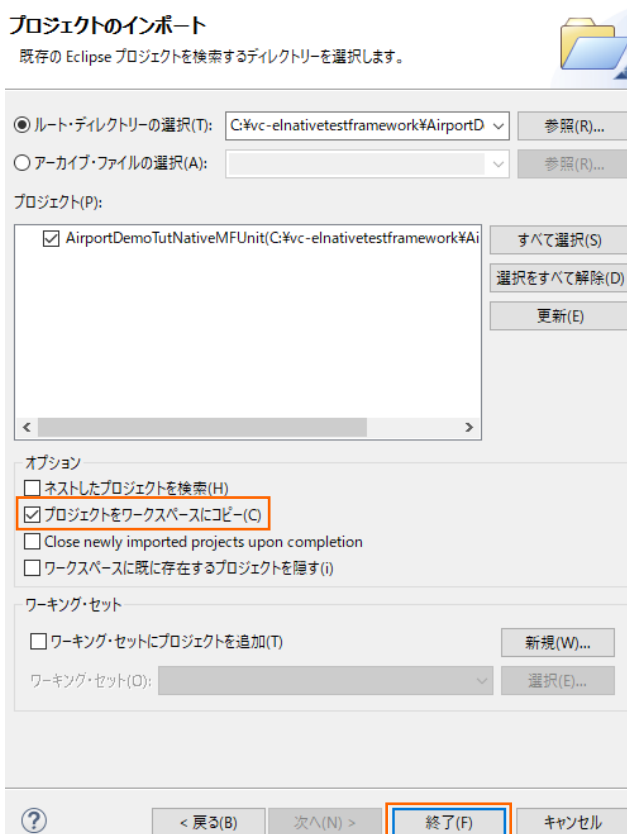 プロジェクトのインポート
既存の Eclipse プロジェクトを検索するディレクトリーを選択します。
ルート・ディレクトリーの選択(T): C:¥vc-elnativetestframework¥AirportD 参照(R)...
アーカイブ・ファイルの選択(A): 参照(R)...
プロジェクト(P):
AirportDemoTutNativeMFUnit(C:¥vc-elnativetestframework¥Ai すべて選択(S)
選択をすべて解除(D)
更新(E)
オプション
ネストしたプロジェクトを検索(H)
プロジェクトをワークスペースにコピー(C)
Close newly imported projects upon completion
ワークスペースに既に存在するプロジェクトを隠す(i)
ワーキング・セット
ワーキング・セットにプロジェクトを追加(T) 新規(W)...
ワーキング・セット(O): 選択(E)...
? < 戻る(B) 次へ(N) > 終了(F) キャンセル